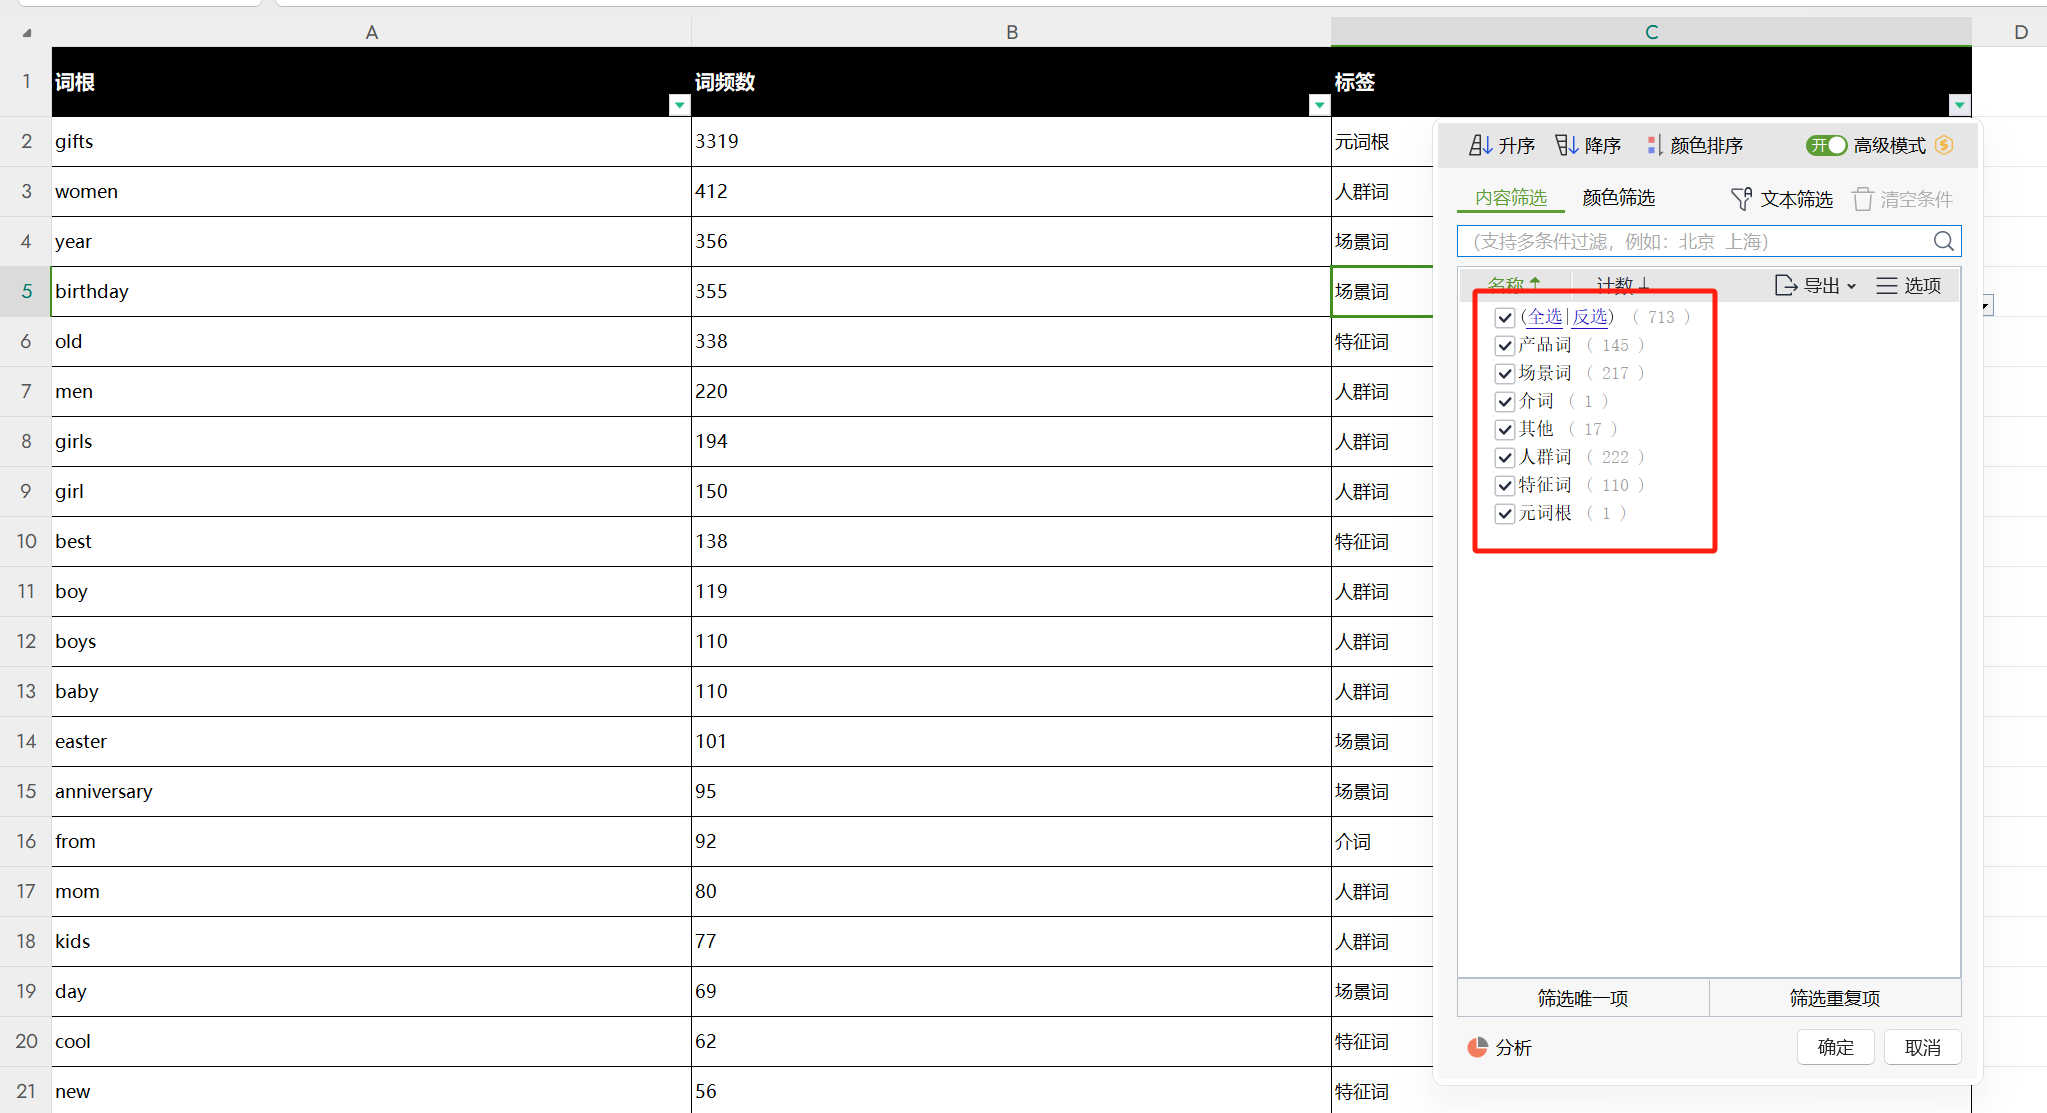 A B C D
1 词根 词频数 标签
2 gifts 3319 元词根
3 women 412 人群词
4 year 356 场景词
5 birthday 355 场景词
6 old 338 特征词
7 men 220 人群词
8 girls 194 人群词
9 girl 150 人群词
10 best 138 特征词
11 boy 119 人群词
12 boys 110 人群词
13 baby 110 人群词
14 easter 101 场景词
15 anniversary 95 场景词
16 from 92 介词
17 mom 80 人群词
18 kids 77 人群词
19 day 69 场景词
20 cool 62 特征词
21 new 56 特征词
升序 降序 颜色排序 开 高级模式
内容筛选 颜色筛选 文本筛选 清空条件
（支持多条件过滤，例如：北京 上海）
名称 计数 导出 选项
(全选|反选) （ 713 ）
产品词 （ 145 ）
场景词 （ 217 ）
介词 （ 1 ）
其他 （ 17 ）
人群词 （ 222 ）
特征词 （ 110 ）
元词根 （ 1 ）
筛选唯一项 筛选重复项
分析 确定 取消